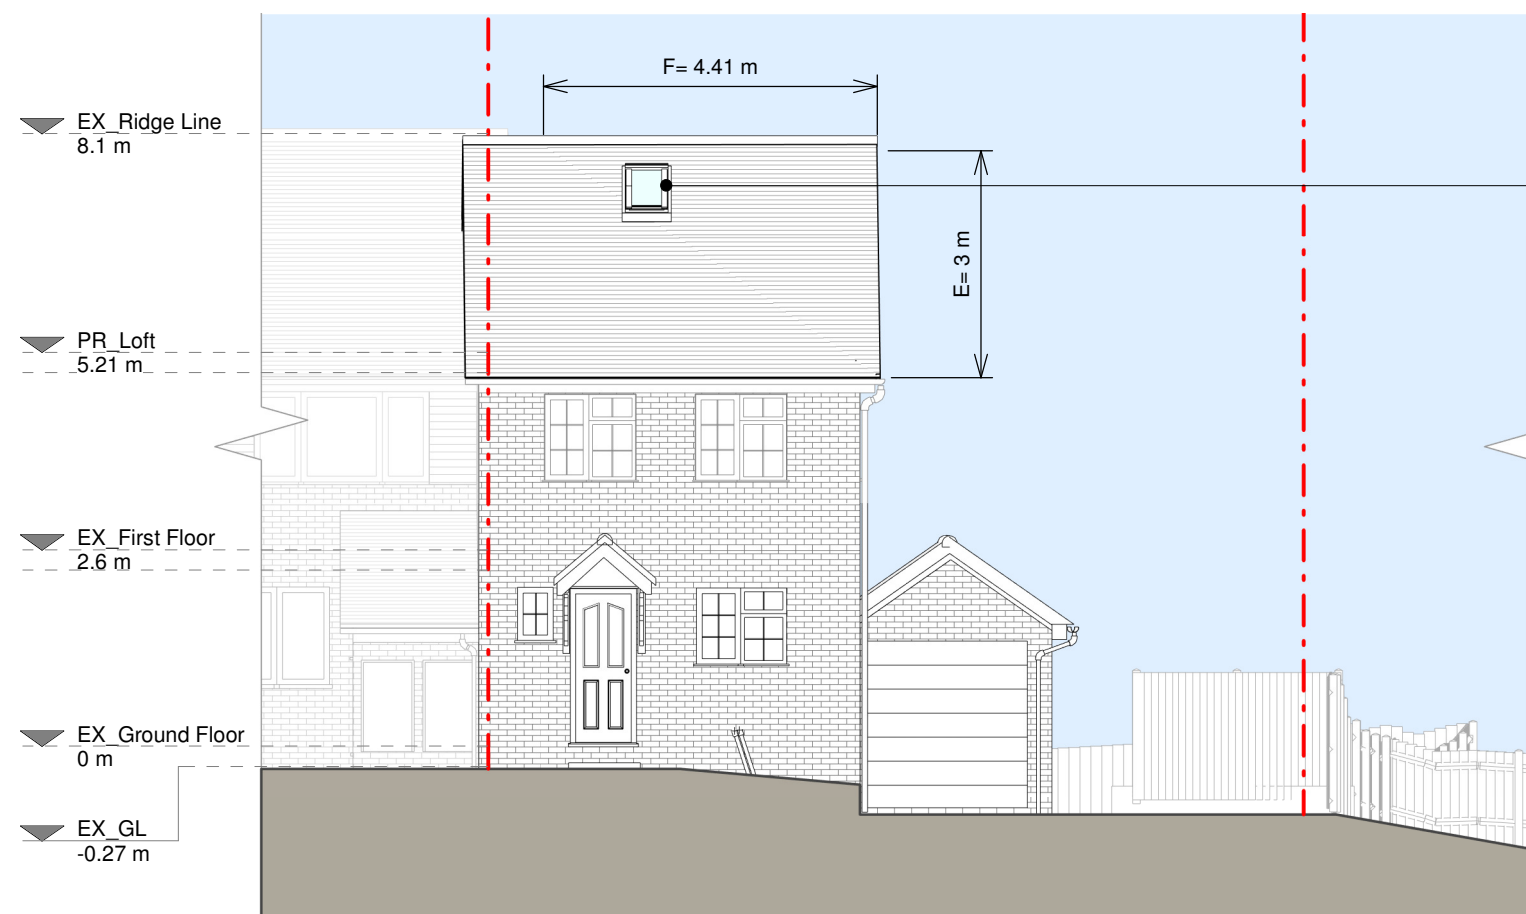 F= 4.41 m
EX_Ridge Line
8.1 m
E= 3 m
PR_Loft
5.21 m
EX_First Floor
2.6 m
EX_Ground Floor
0 m
EX_GL
-0.27 m